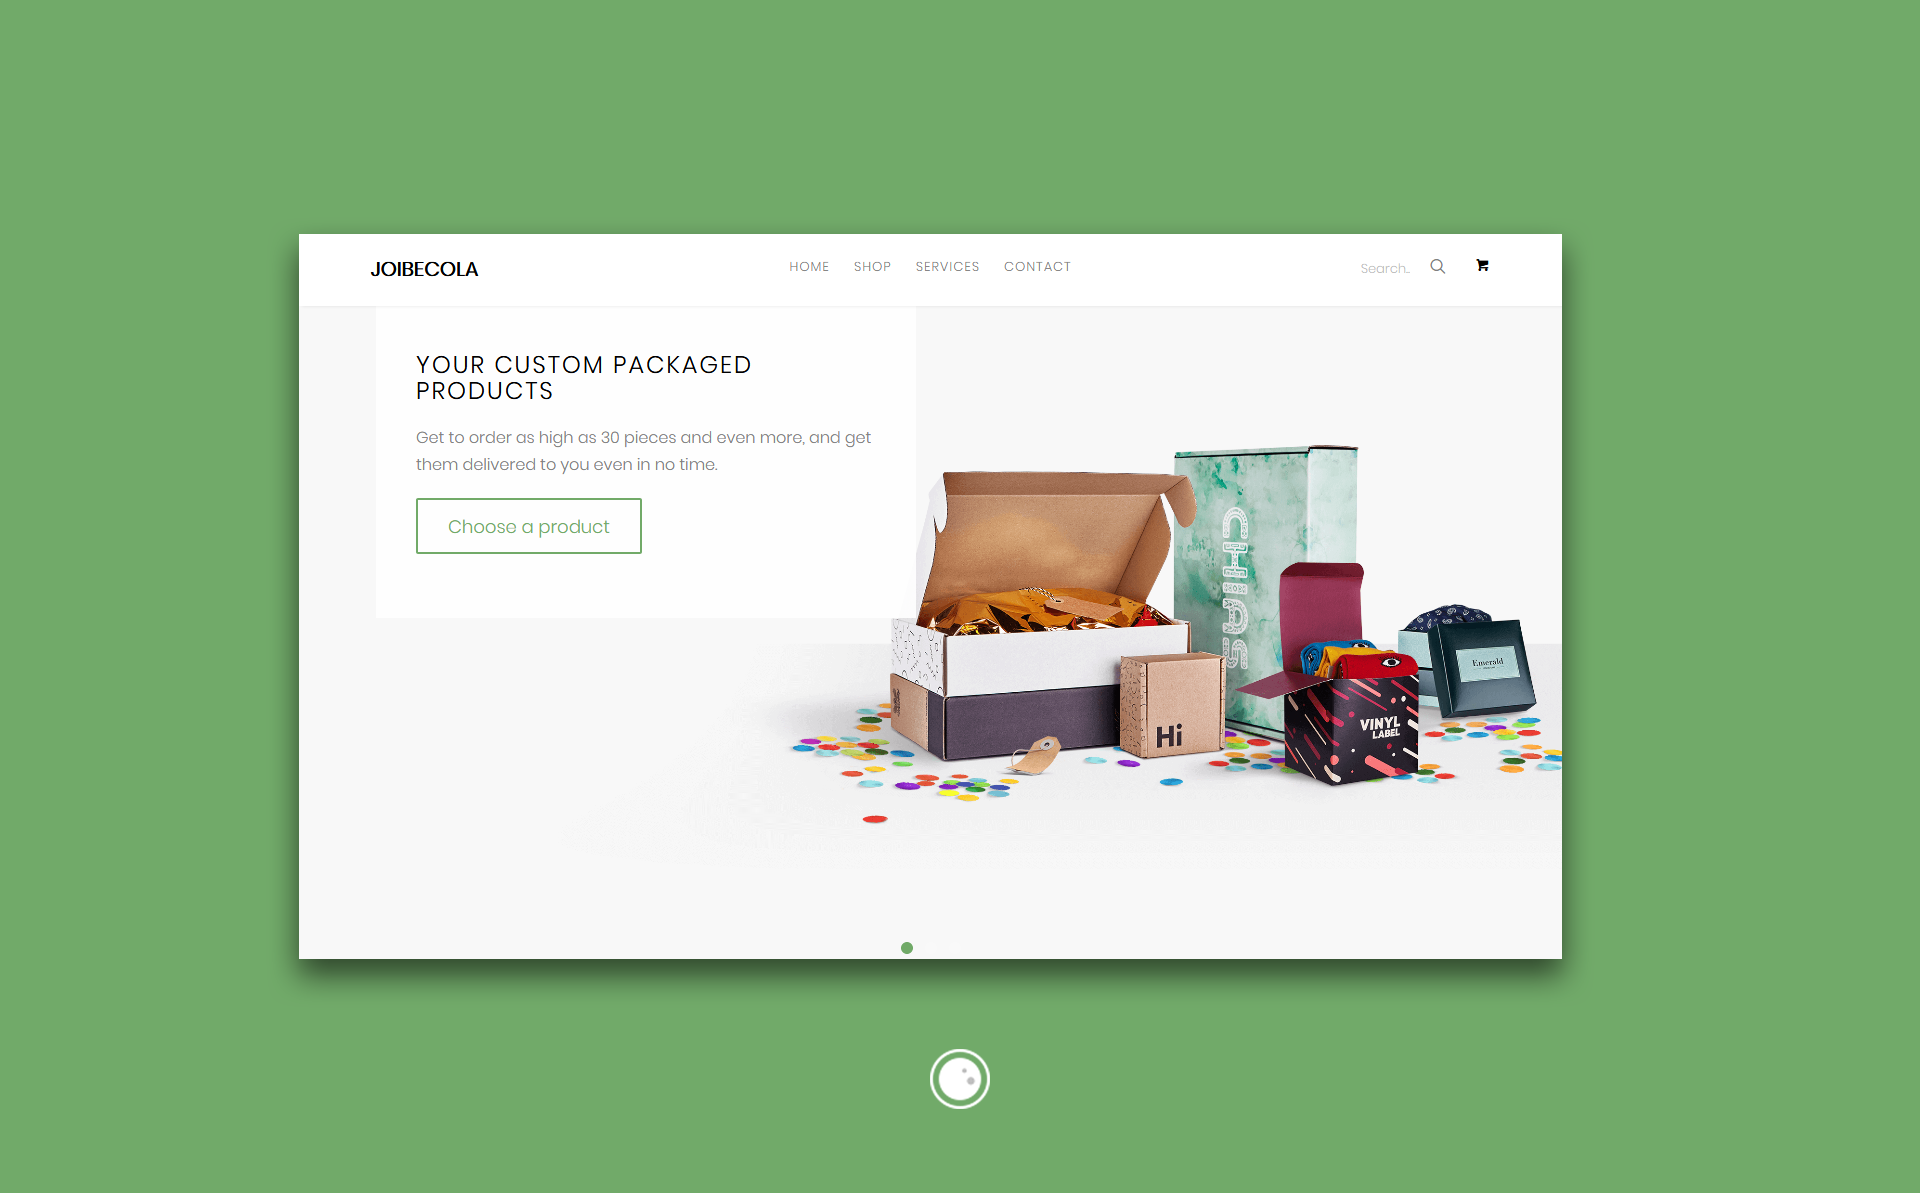 JOIBECOLA
HOME SHOP SERVICES CONTACT
Search..
YOUR CUSTOM PACKAGED
PRODUCTS
Get to order as high as 30 pieces and even more, and get
them delivered to you even in no time.
Choose a product
CHIPS
Emerald
VINYL
LABEL
Hi